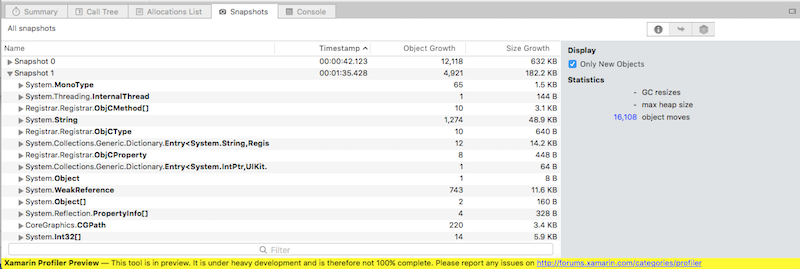 Summary Call Tree Allocations List Snapshots Console
All snapshots
Name Timestamp Object Growth Size Growth
Snapshot 0 00:00:42.123 12,118 632 KB
Snapshot 1 00:01:35.428 4,921 182.2 KB
System.MonoType 65 1.5 KB
System.Threading.InternalThread 1 144 B
Registrar.Registrar.ObjCMethod[] 10 3.1 KB
System.String 1,274 48.9 KB
Registrar.Registrar.ObjCType 10 640 B
System.Collections.Generic.Dictionary.Entry<System.String,Regis 12 14.2 KB
Registrar.Registrar.ObjCProperty 8 448 B
System.Collections.Generic.Dictionary.Entry<System.IntPtr,UIKit. 1 64 B
System.Object 1 8 B
System.WeakReference 743 11.6 KB
System.Object[] 2 160 B
System.Reflection.PropertyInfo[] 4 328 B
CoreGraphics.CGPath 220 3.4 KB
System.Int32[] 14 5.9 KB
Filter
Display
Only New Objects
Statistics
- GC resizes
- max heap size
16,108 object moves
Xamarin Profiler Preview — This tool is in preview. It is under heavy development and is therefore not 100% complete. Please report any issues on http://forums.xamarin.com/categories/profiler